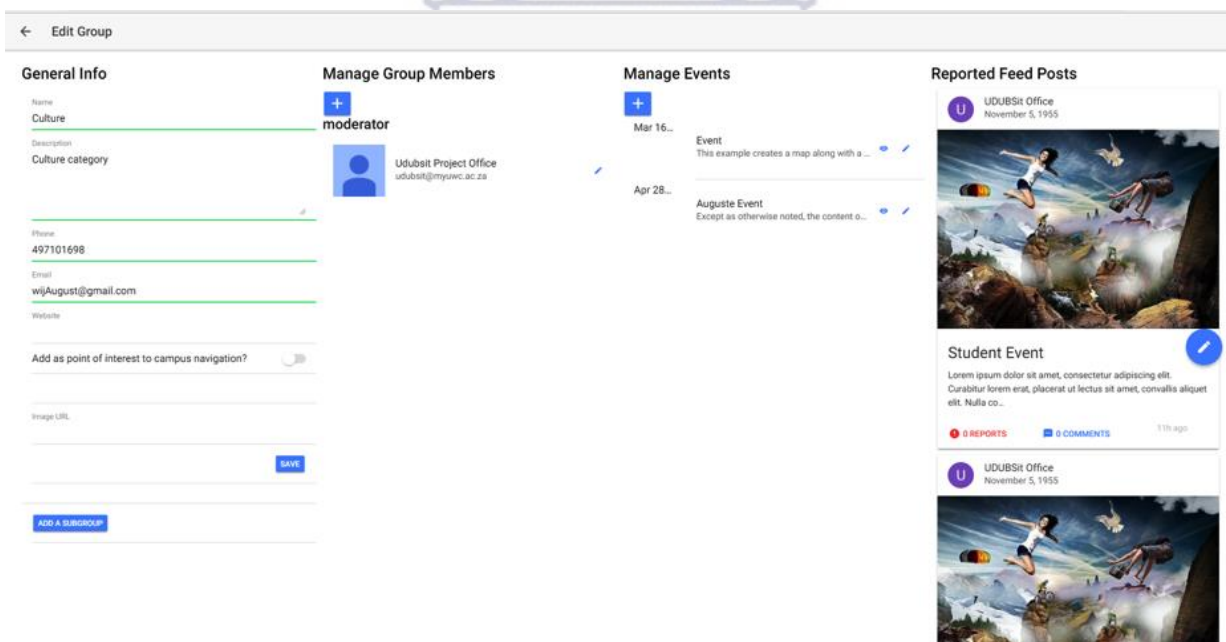 Edit Group
General Info
Name
Culture
Description
Culture category
Phone
497101698
Email
wijAugust@gmail.com
Website
Add as point of interest to campus navigation?
Image URL
SAVE
ADD A SUBGROUP
Manage Group Members
+
moderator
Udubsit Project Office
udubsit@myuwc.ac.za
Manage Events
+
Mar 16...
Event
This example creates a map along with a ...
Apr 28...
Auguste Event
Except as otherwise noted, the content o...
Reported Feed Posts
U
UDUBSit Office
November 5, 1955
Student Event
Lorem ipsum dolor sit amet, consectetur adipiscing elit.
Curabitur lorem erat, placerat ut lectus sit amet, convallis aliquet
elit. Nulla co...
0 REPORTS
0 COMMENTS
11h ago
U
UDUBSit Office
November 5, 1955